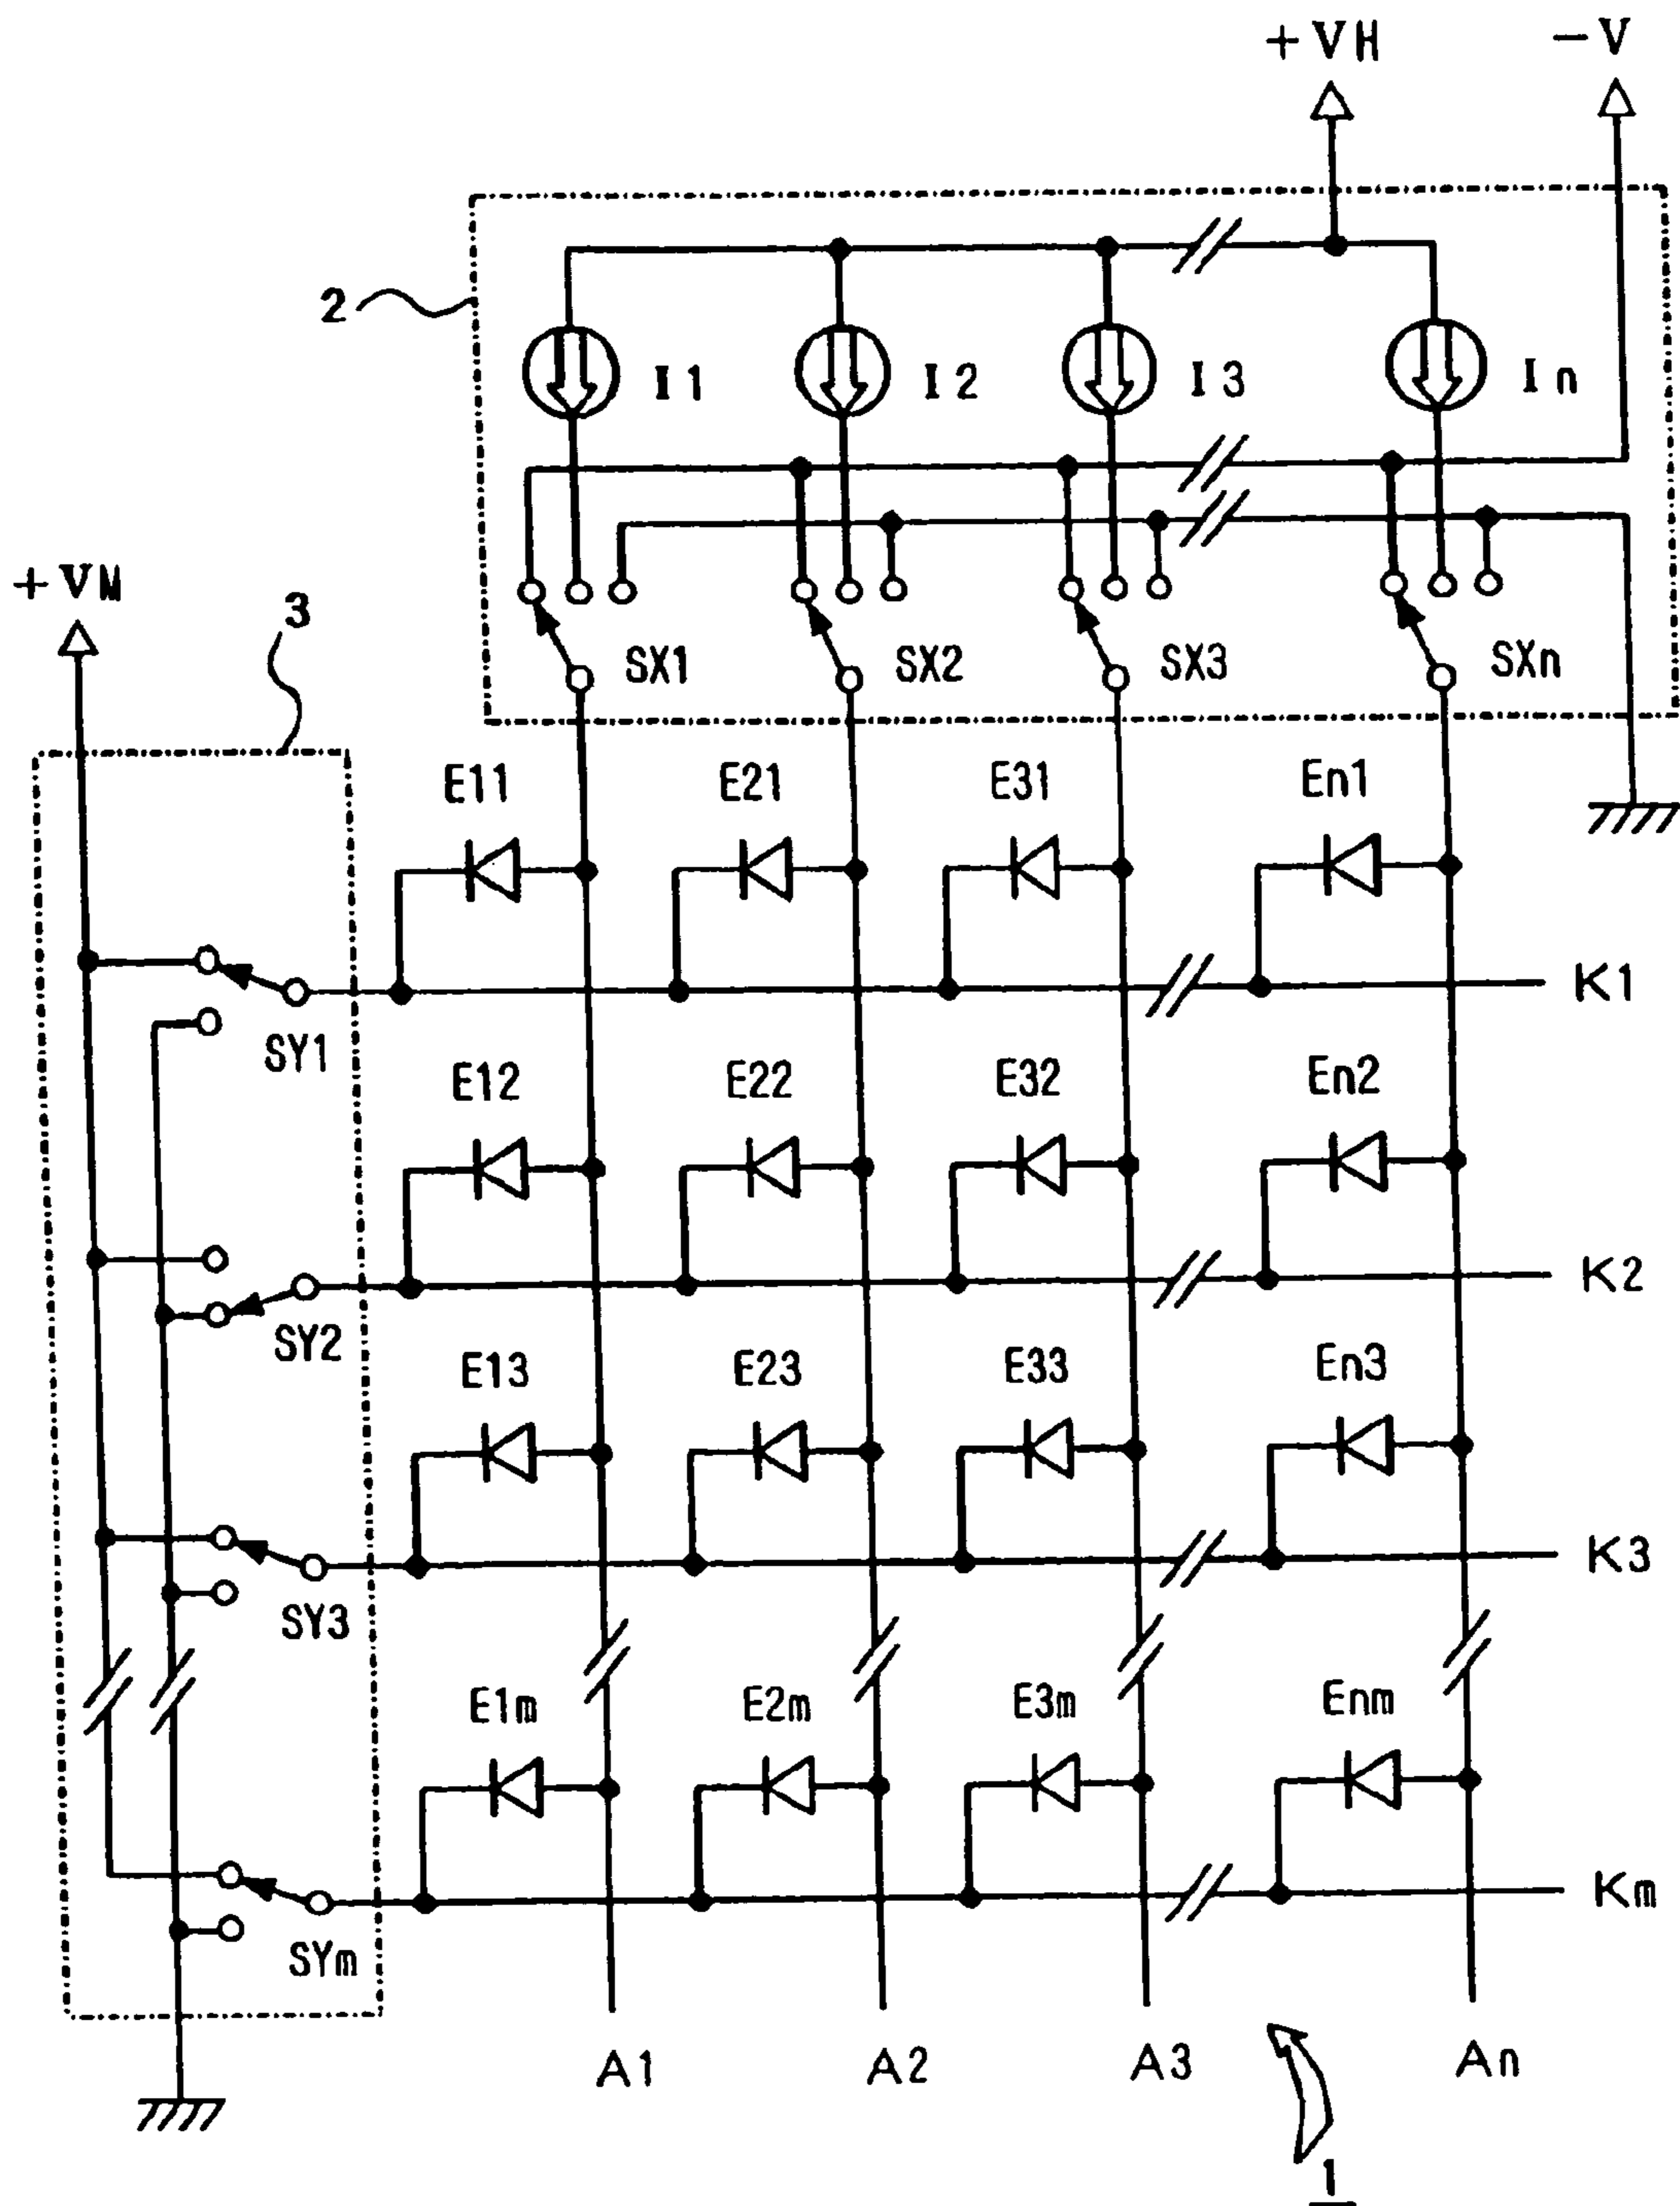 +VH -V
2
I1 I2 I3 In
+VM
3
SX1 SX2 SX3 SXn
E11 E21 E31 En1
K1
SY1
E12 E22 E32 En2
K2
SY2
E13 E23 E33 En3
K3
SY3
E1m E2m E3m Enm
Km
SYm
A1 A2 A3 An
1